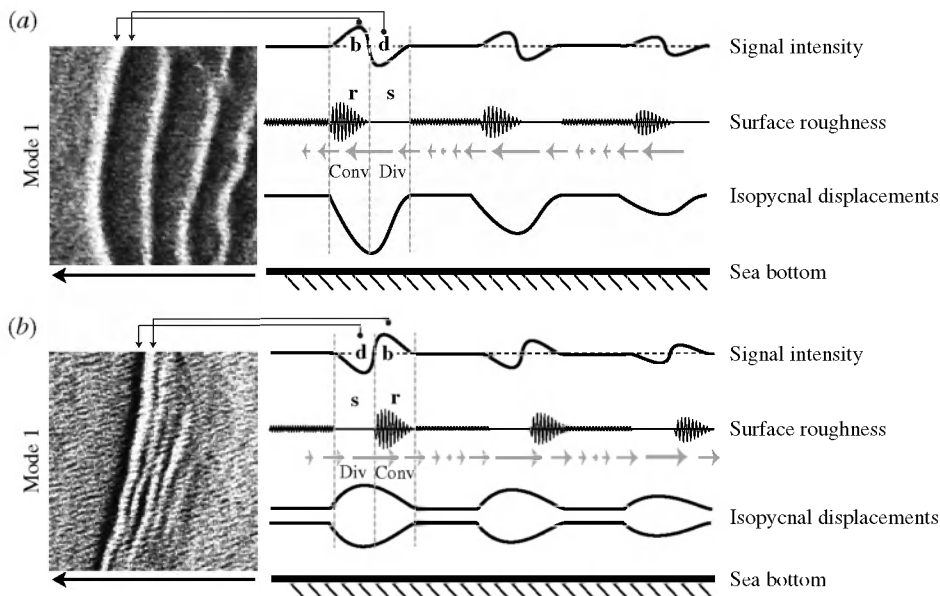 (a)
Mode 1
b d
Signal intensity
r s
Surface roughness
Conv Div
Isopycnal displacements
Sea bottom
(b)
Mode 1
d b
Signal intensity
s r
Surface roughness
Div Conv
Isopycnal displacements
Sea bottom